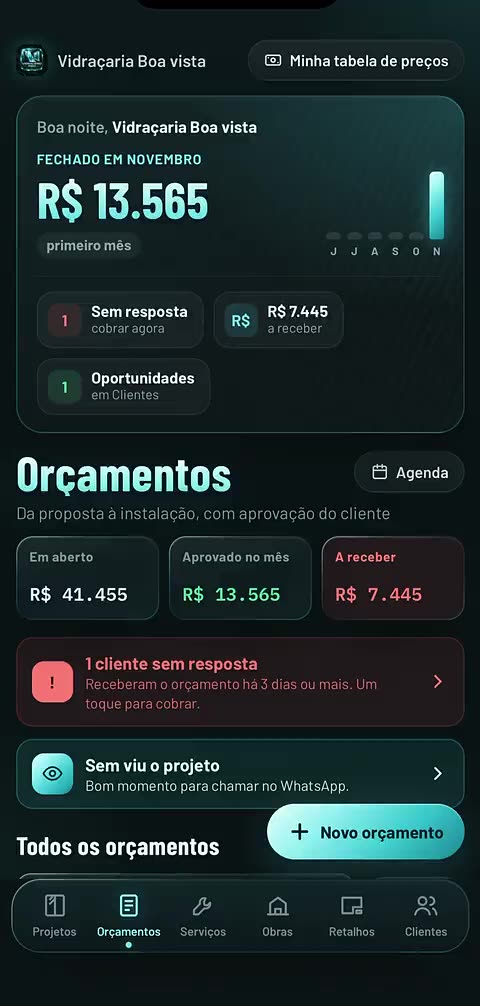 Vidraçaria Boa vista
Minha tabela de preços
Boa noite, Vidraçaria Boa vista
FECHADO EM NOVEMBRO
R$ 13.565
primeiro mês
J J A S O N
1
Sem resposta
cobrar agora
R$
R$ 7.445
a receber
1
Oportunidades
em Clientes
Orçamentos
Agenda
Da proposta à instalação, com aprovação do cliente
Em aberto
R$ 41.455
Aprovado no mês
R$ 13.565
A receber
R$ 7.445
!
1 cliente sem resposta
Receberam o orçamento há 3 dias ou mais. Um
toque para cobrar.
Sem viu o projeto
Bom momento para chamar no WhatsApp.
Novo orçamento
Todos os orçamentos
Projetos
Orçamentos
Serviços
Obras
Retalhos
Clientes